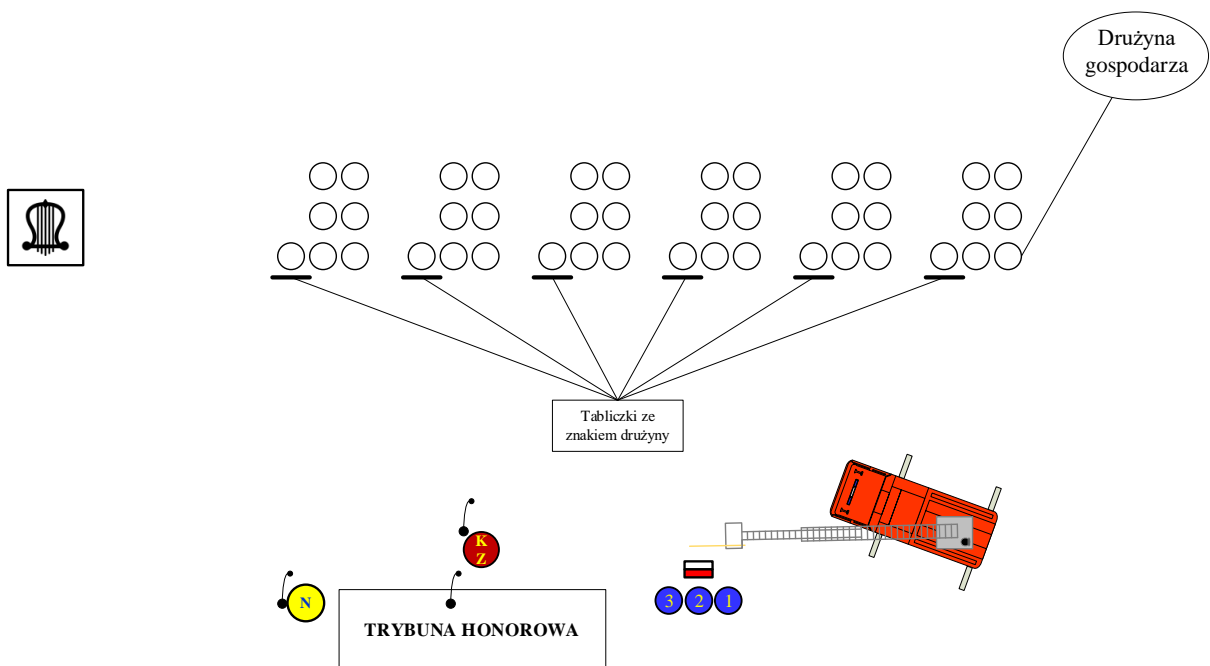 Drużyna
gospodarza
Tabliczki ze
znakiem drużyny
K
Z
N
3 2 1
TRYBUNA HONOROWA